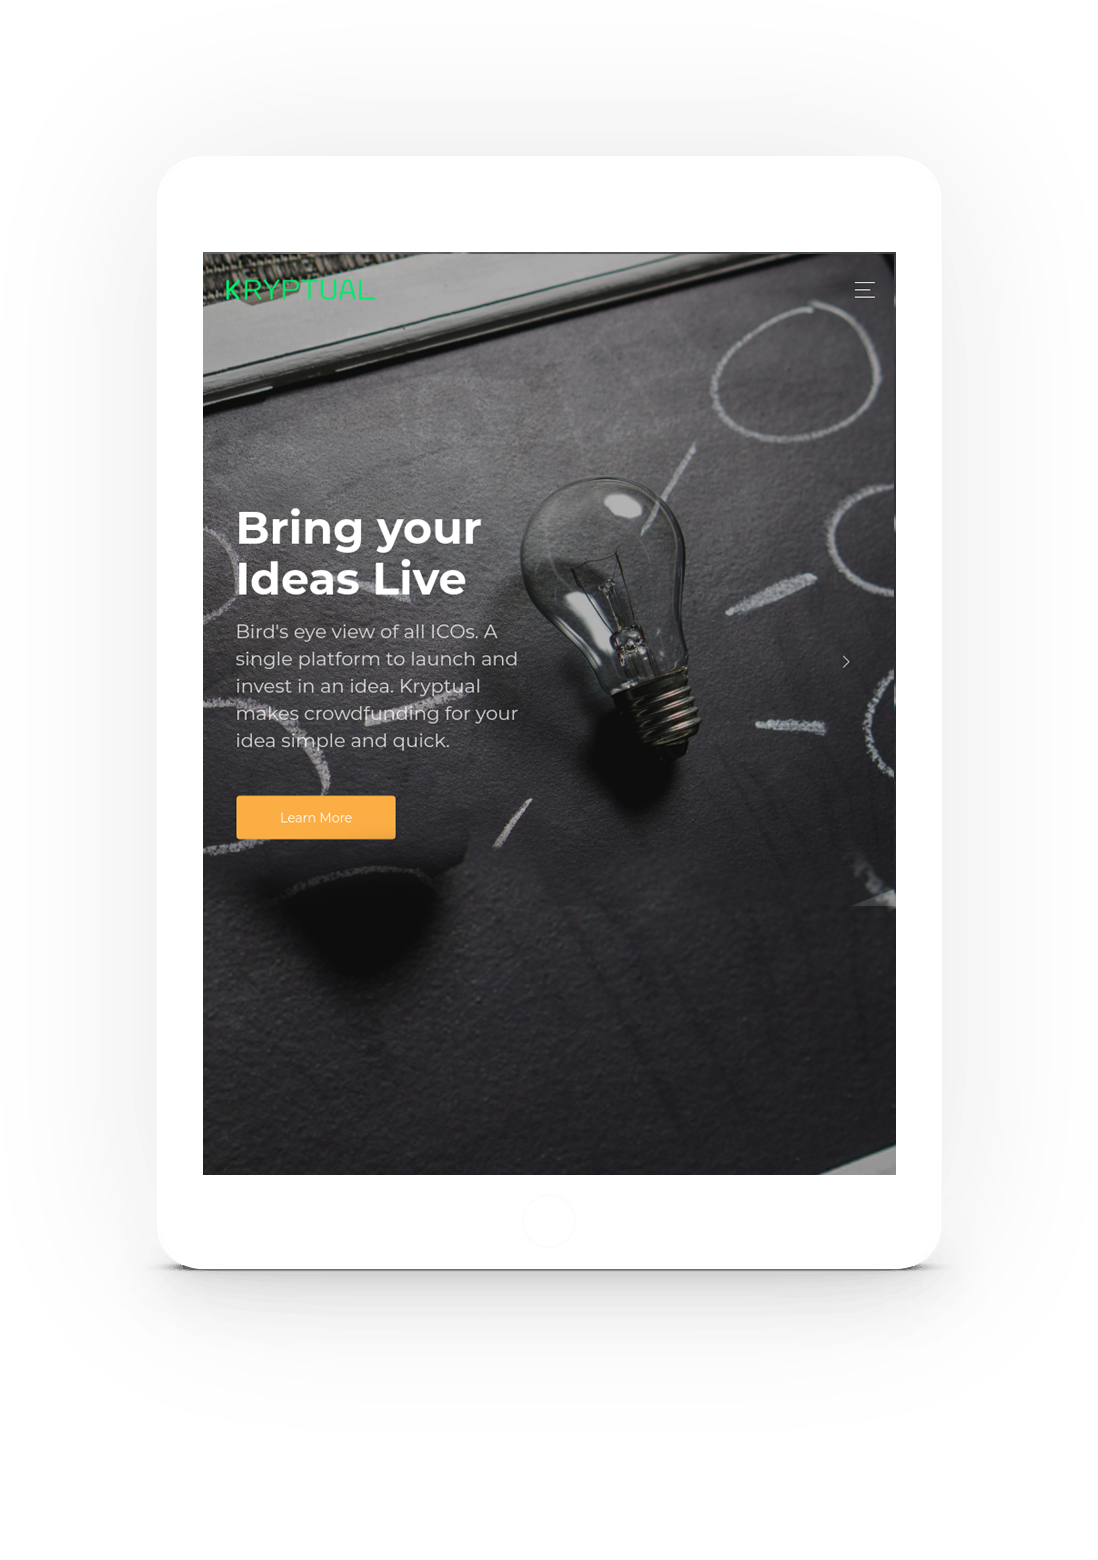 KRYPTUAL
Bring your
Ideas Live
Bird's eye view of all ICOs. A
single platform to launch and
invest in an idea. Kryptual
makes crowdfunding for your
idea simple and quick.
Learn More